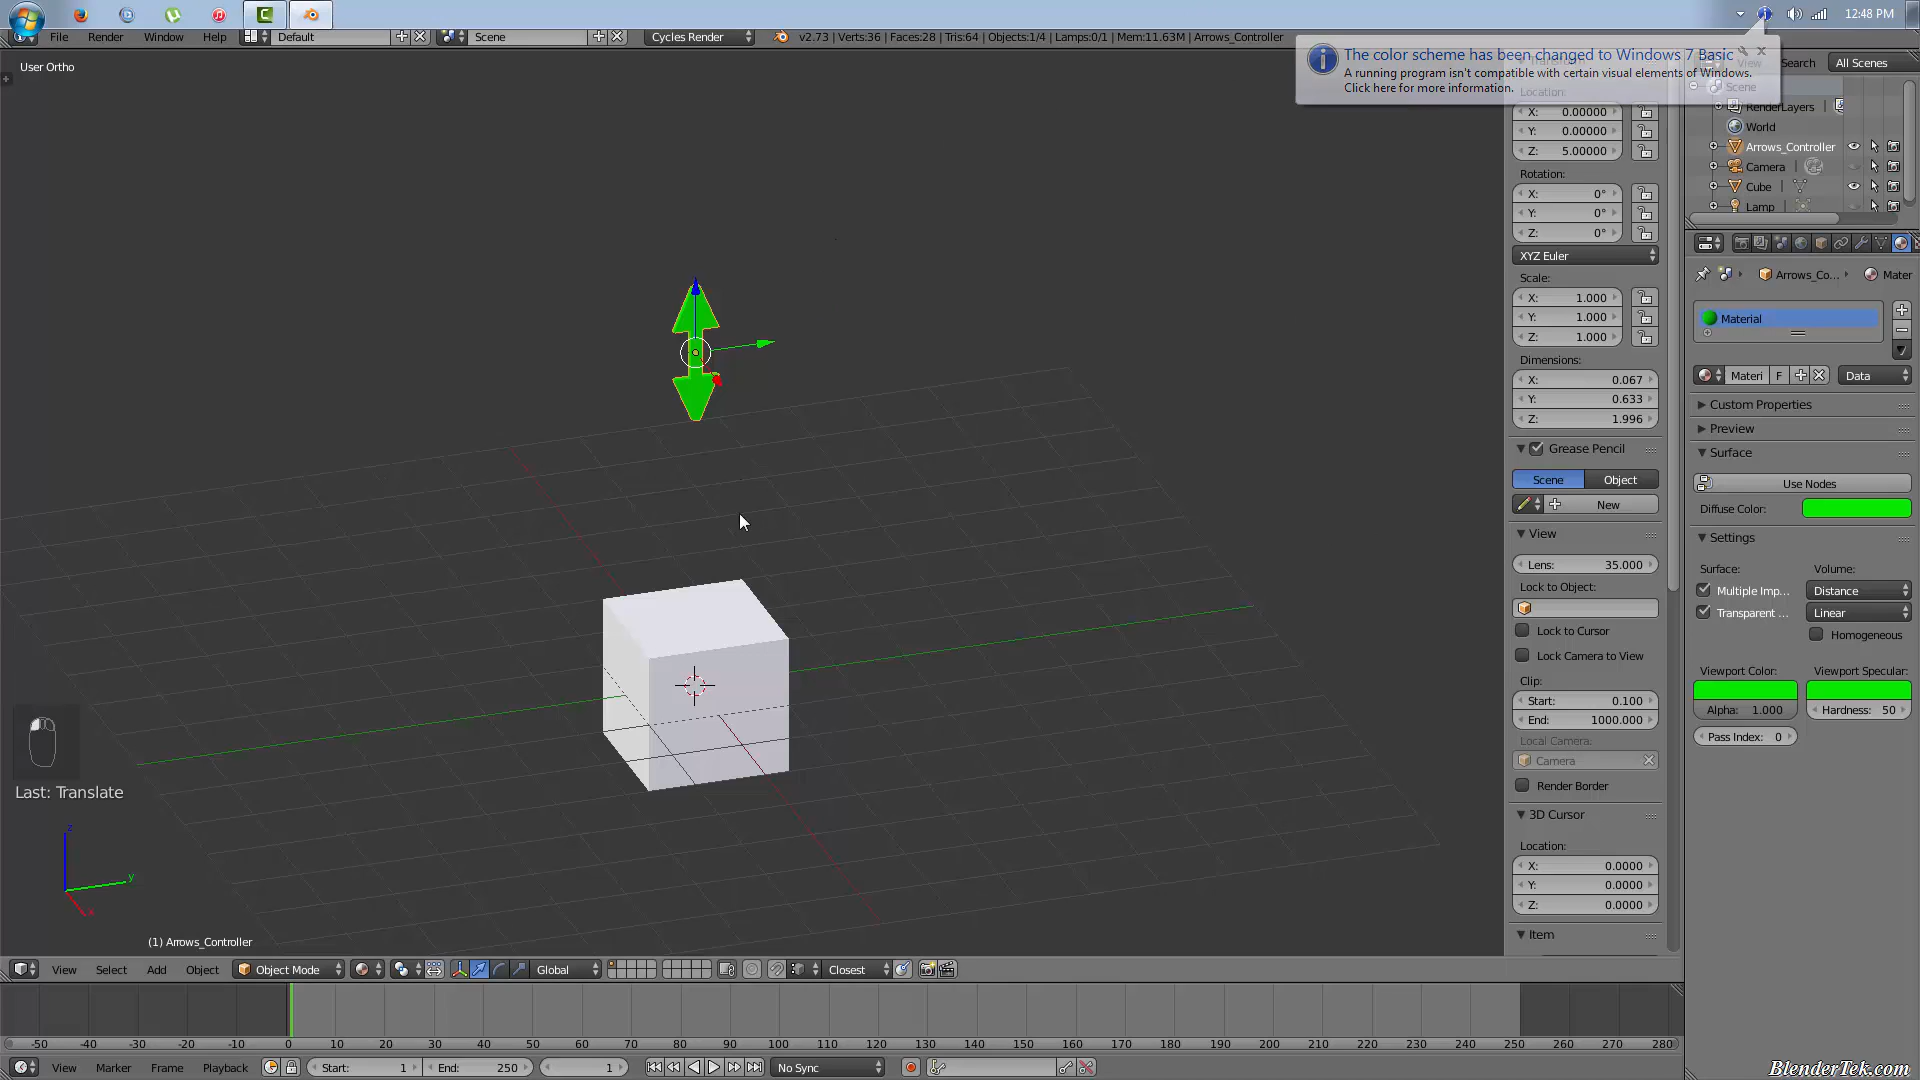 12:48 PM
File Render Window Help Default Scene Cycles Render v2.73 | Verts:36 | Faces:28 | Tris:64 | Objects:1/4 | Lamps:0/1 | Mem:11.63M | Arrows_Controller
User Ortho
The color scheme has been changed to Windows 7 Basic
A running program isn't compatible with certain visual elements of Windows.
Click here for more information.
View Search All Scenes
Transform
Location:
X: 0.00000
Y: 0.00000
Z: 5.00000
Rotation:
X: 0°
Y: 0°
Z: 0°
XYZ Euler
Scale:
X: 1.000
Y: 1.000
Z: 1.000
Dimensions:
X: 0.067
Y: 0.633
Z: 1.996
Grease Pencil
Scene Object
New
View
Lens: 35.000
Lock to Object:
Lock to Cursor
Lock Camera to View
Clip:
Start: 0.100
End: 1000.000
Local Camera:
Camera
Render Border
3D Cursor
Location:
X: 0.0000
Y: 0.0000
Z: 0.0000
Item
Scene
RenderLayers
World
Arrows_Controller
Camera
Cube
Lamp
Arrows_Co... Mater
Material
Materi F Data
Custom Properties
Preview
Surface
Use Nodes
Diffuse Color:
Settings
Surface: Volume:
Multiple Imp... Distance
Transparent ... Linear
Homogeneous
Viewport Color: Viewport Specular:
Alpha: 1.000 Hardness: 50
Pass Index: 0
Last: Translate
z
y
x
(1) Arrows_Controller
View Select Add Object Object Mode Global Closest
-50 -40 -30 -20 -10 0 10 20 30 40 50 60 70 80 90 100 110 120 130 140 150 160 170 180 190 200 210 220 230 240 250 260 270 280
View Marker Frame Playback Start: 1 End: 250 1 No Sync
BlenderTek.com